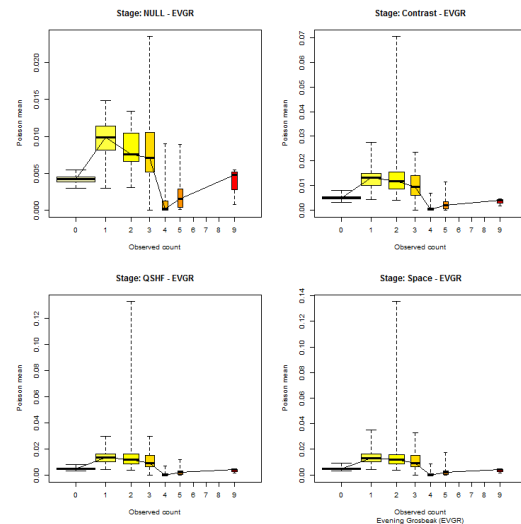 Stage: NULL - EVGR
Poisson mean
0.000 0.005 0.010 0.015 0.020
0 1 2 3 4 5 6 7 8 9
Observed count
Stage: Contrast - EVGR
Poisson mean
0.00 0.01 0.02 0.03 0.04 0.05 0.06 0.07
0 1 2 3 4 5 6 7 8 9
Observed count
Stage: QSHF - EVGR
Poisson mean
0.00 0.02 0.04 0.06 0.08 0.10 0.12
0 1 2 3 4 5 6 7 8 9
Observed count
Stage: Space - EVGR
Poisson mean
0.00 0.02 0.04 0.06 0.08 0.10 0.12 0.14
0 1 2 3 4 5 6 7 8 9
Observed count
Evening Grosbeak (EVGR)